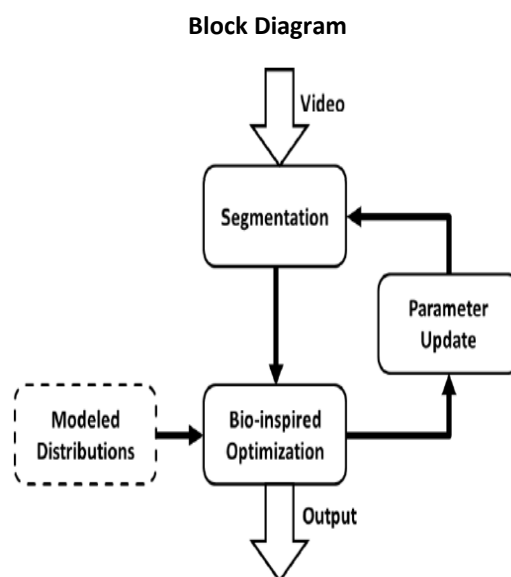 Block Diagram
Video
Segmentation
Parameter
Update
Modeled
Distributions
Bio-inspired
Optimization
Output